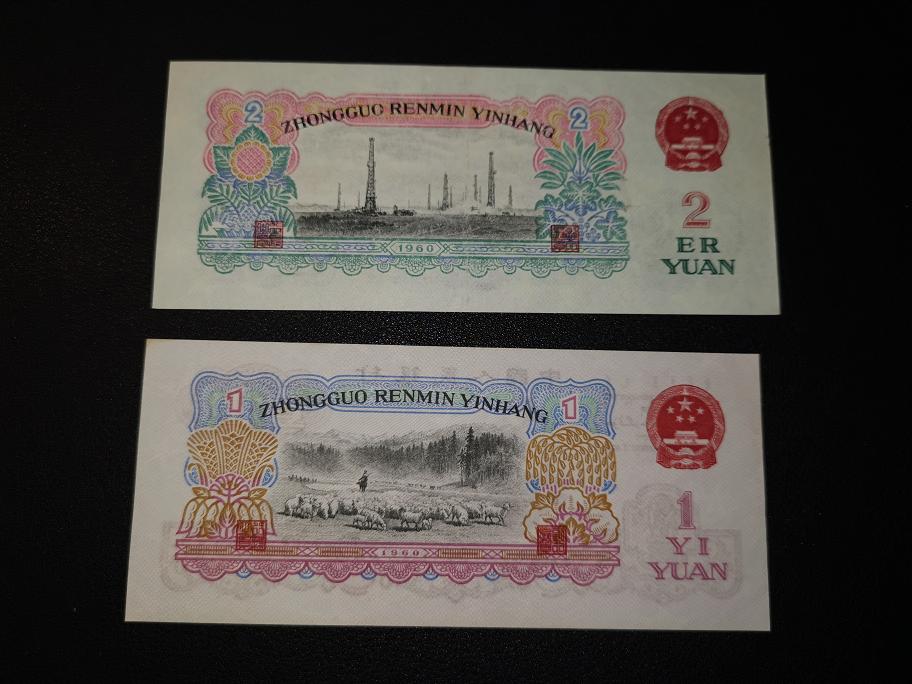 2
ZHONGGUO RENMIN YINHANG
2
1960
2
ER
YUAN
1
ZHONGGUO RENMIN YINHANG
1
1960
1
YI
YUAN